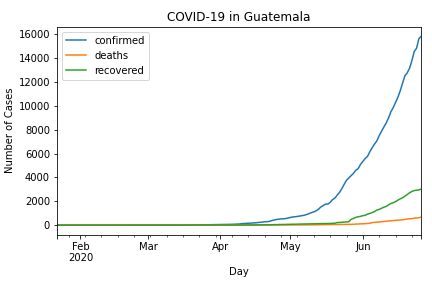 COVID-19 in Guatemala
confirmed
deaths
recovered
Number of Cases
16000
14000
12000
10000
8000
6000
4000
2000
0
Feb
2020
Mar
Apr
May
Jun
Day